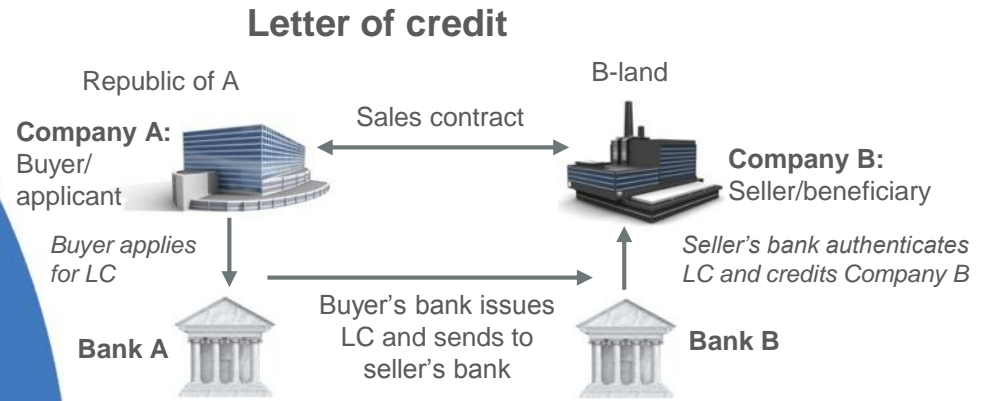 Letter of credit
Republic of A
B-land
Company A:
Buyer/
applicant
Sales contract
Company B:
Seller/beneficiary
Buyer applies
for LC
Seller's bank authenticates
LC and credits Company B
Buyer's bank issues
LC and sends to
seller's bank
Bank A
Bank B